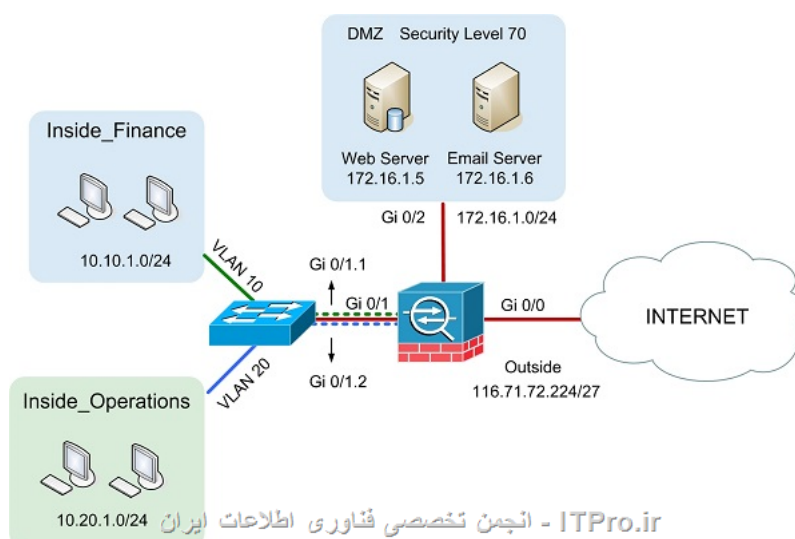 DMZ Security Level 70
Web Server
172.16.1.5
Email Server
172.16.1.6
Inside_Finance
10.10.1.0/24
VLAN 10
Gi 0/2
172.16.1.0/24
Gi 0/1.1
Gi 0/1
Gi 0/0
INTERNET
Outside
116.71.72.224/27
Gi 0/1.2
VLAN 20
Inside_Operations
10.20.1.0/24
ITPro.ir - انجمن تخصصی فناوری اطلاعات ایران